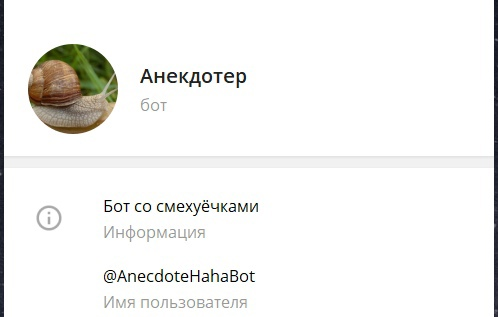 Анекдотер
бот
Бот со смехуёчками
Информация
@AnecdoteHahaBot
Имя пользователя